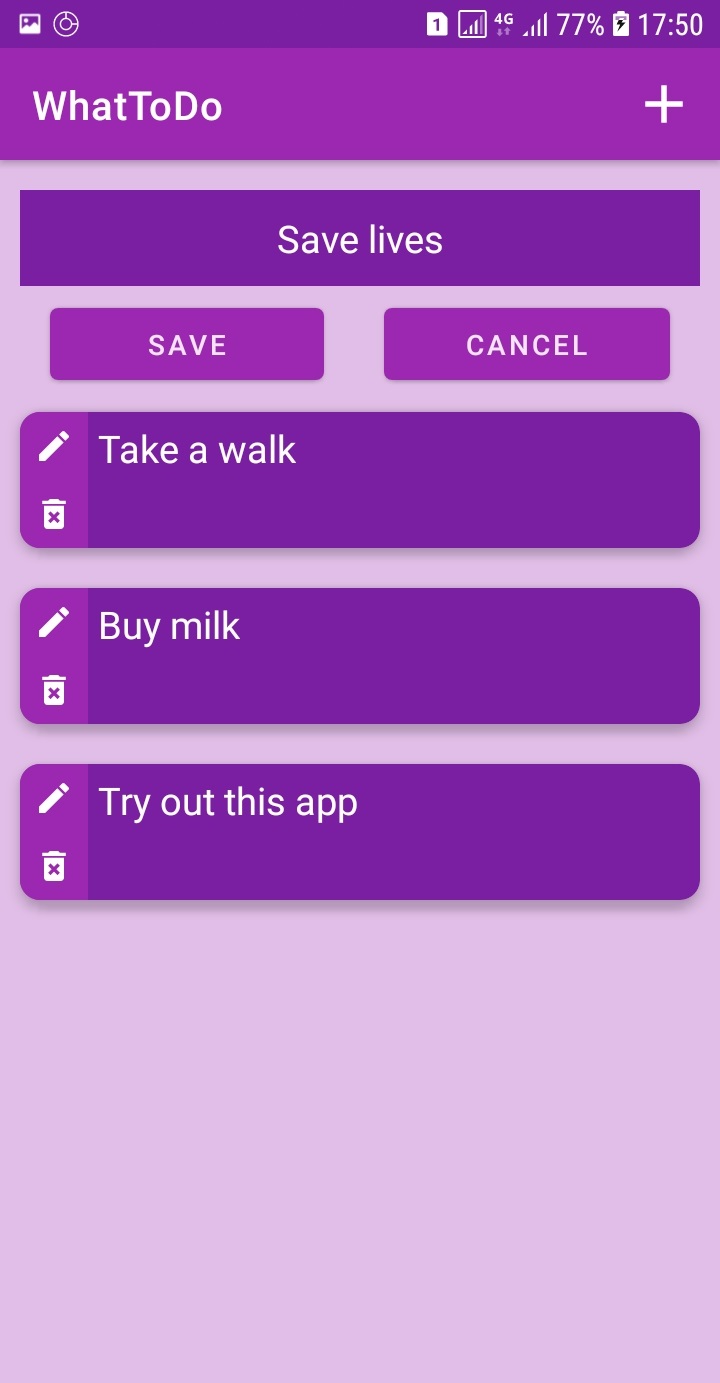 1 4G 77% 17:50
WhatToDo
Save lives
SAVE CANCEL
Take a walk
Buy milk
Try out this app